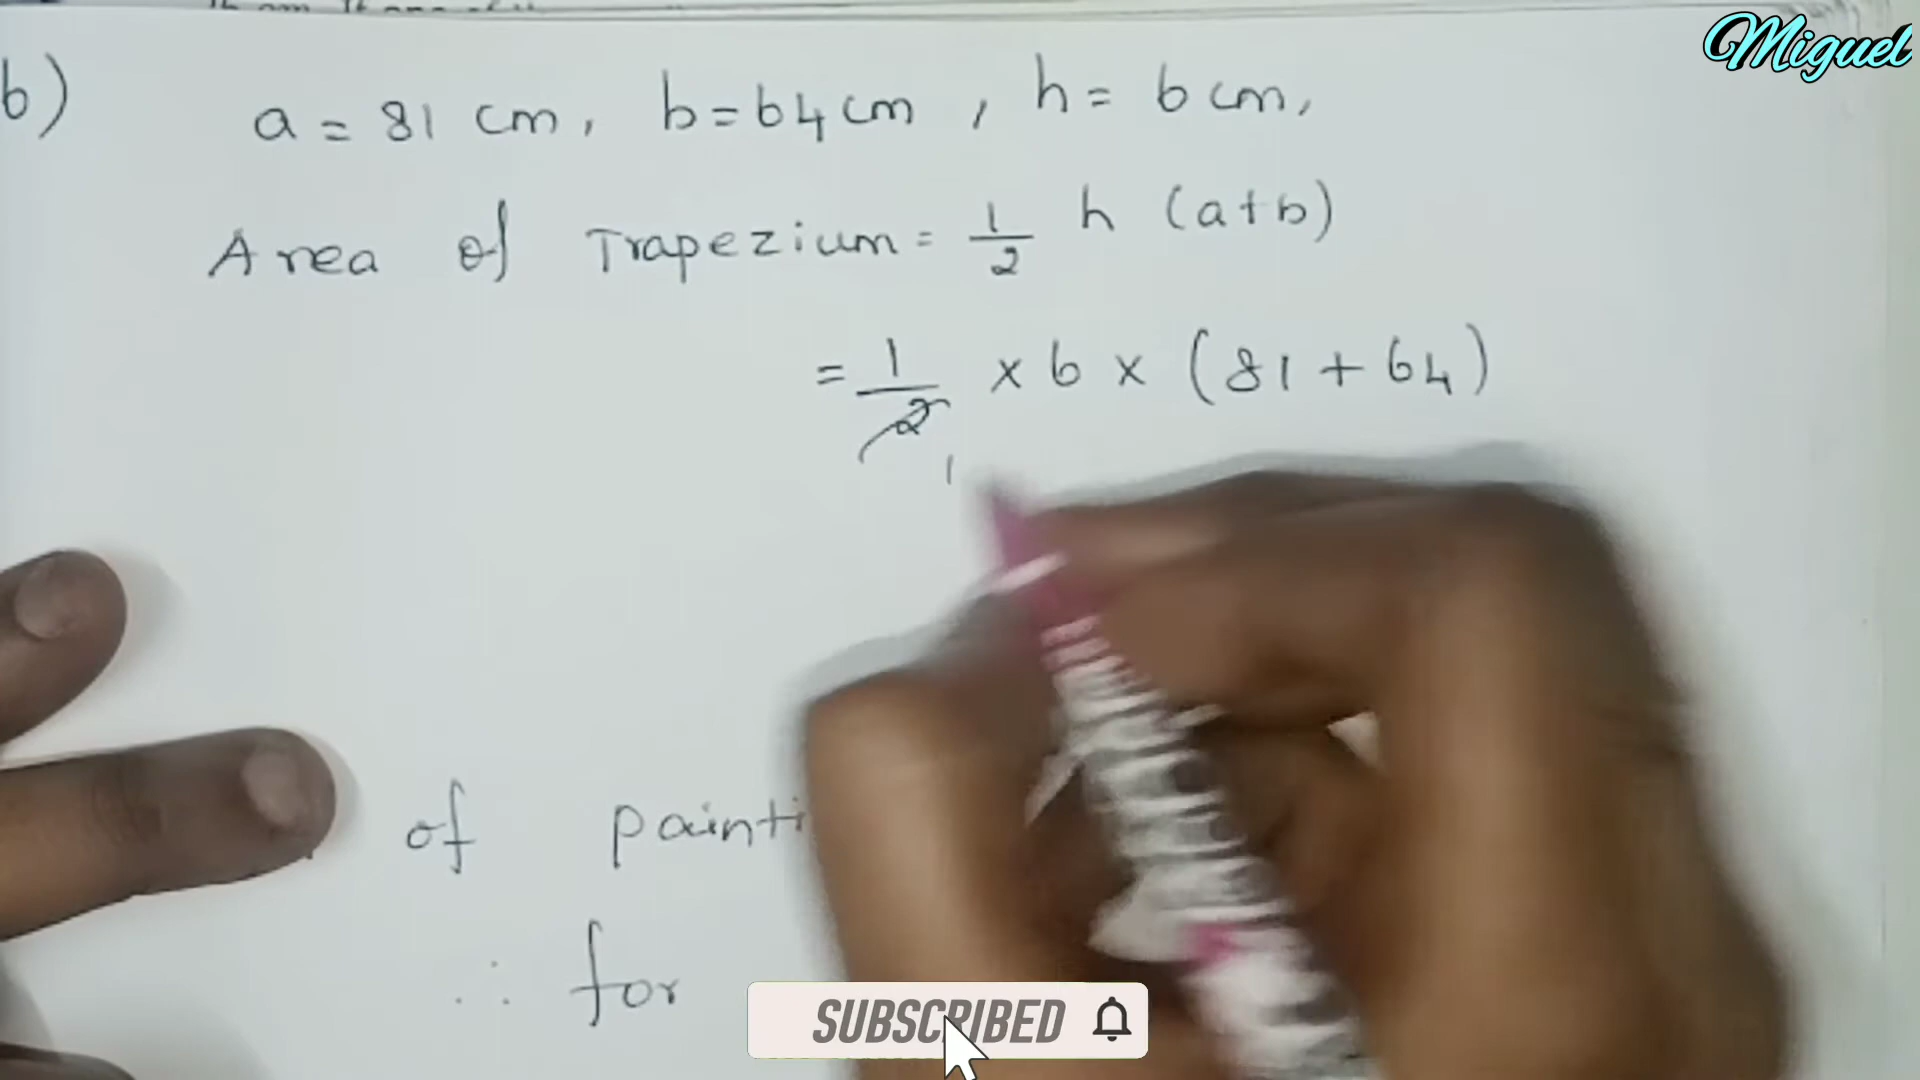 Miguel
b) a = 81 cm, b = 64 cm, h = 6 cm,
Area of Trapezium = 1/2 h (a+b)
= 1/2 x 6 x (81 + 64)
1
of painti
∴ for
SUBSCRIBED